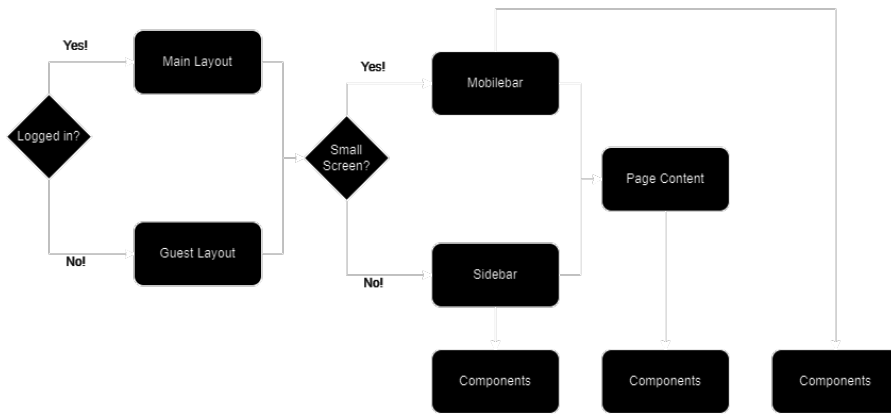 Yes!
Main Layout
Logged in?
No!
Guest Layout
Yes!
Small
Screen?
No!
Mobilebar
Sidebar
Page Content
Components
Components
Components